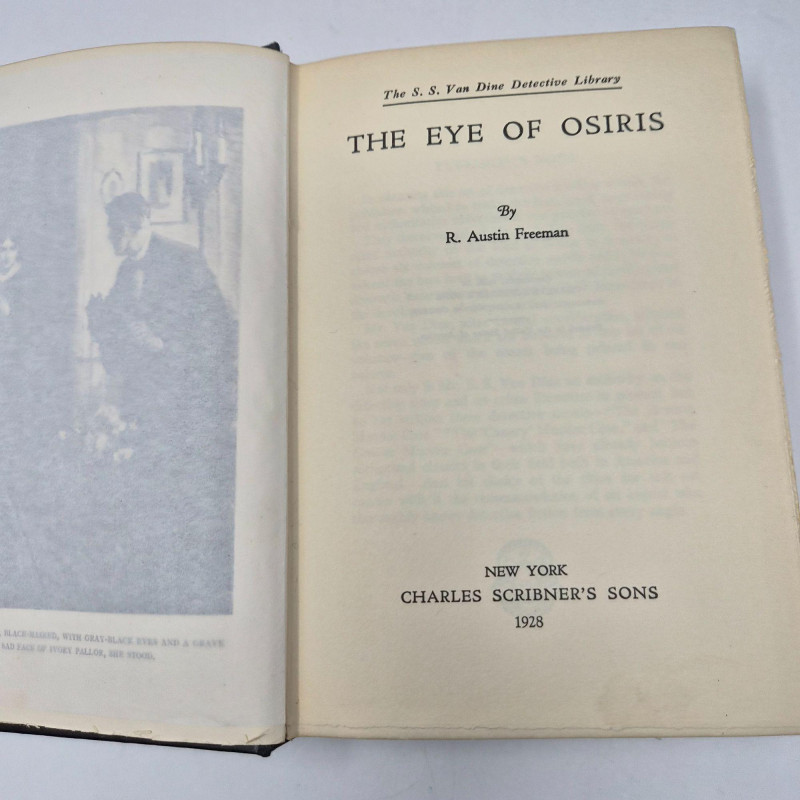 , BLACK-HAIRED, WITH GRAY-BLACK EYES AND A GRAVE
SAD FACE OF IVORY PALLOR, SHE STOOD.
The S. S. Van Dine Detective Library
THE EYE OF OSIRIS
By
R. Austin Freeman
NEW YORK
CHARLES SCRIBNER'S SONS
1928